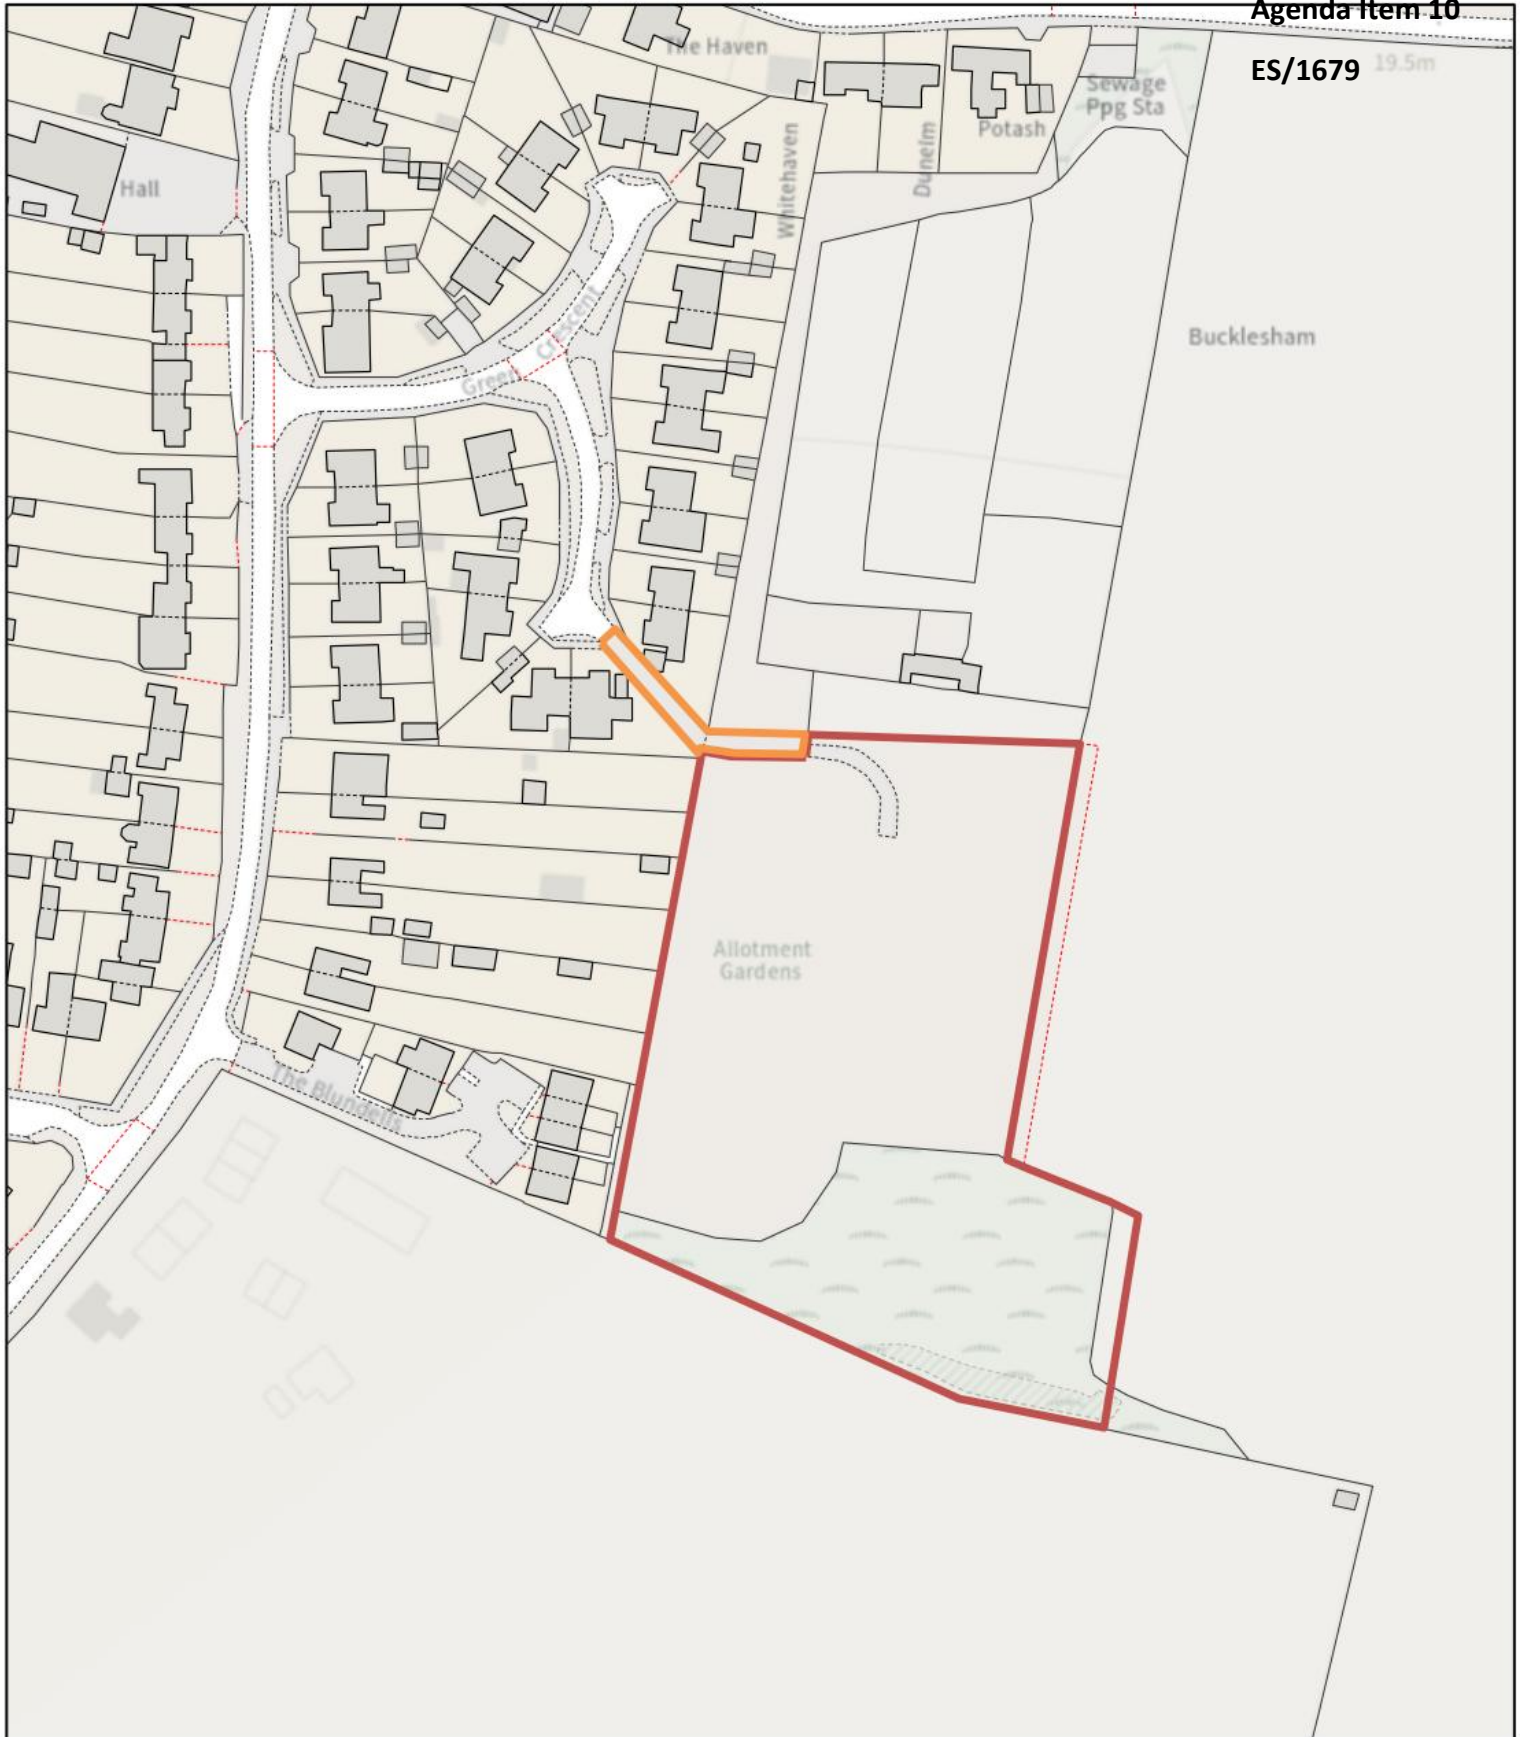 Agenda Item 10
ES/1679
19.5m
The Haven
Sewage
Ppg Sta
Potash
Dunelm
Whitehaven
Hall
Bucklesham
Green Crescent
Allotment
Gardens
The Blundells